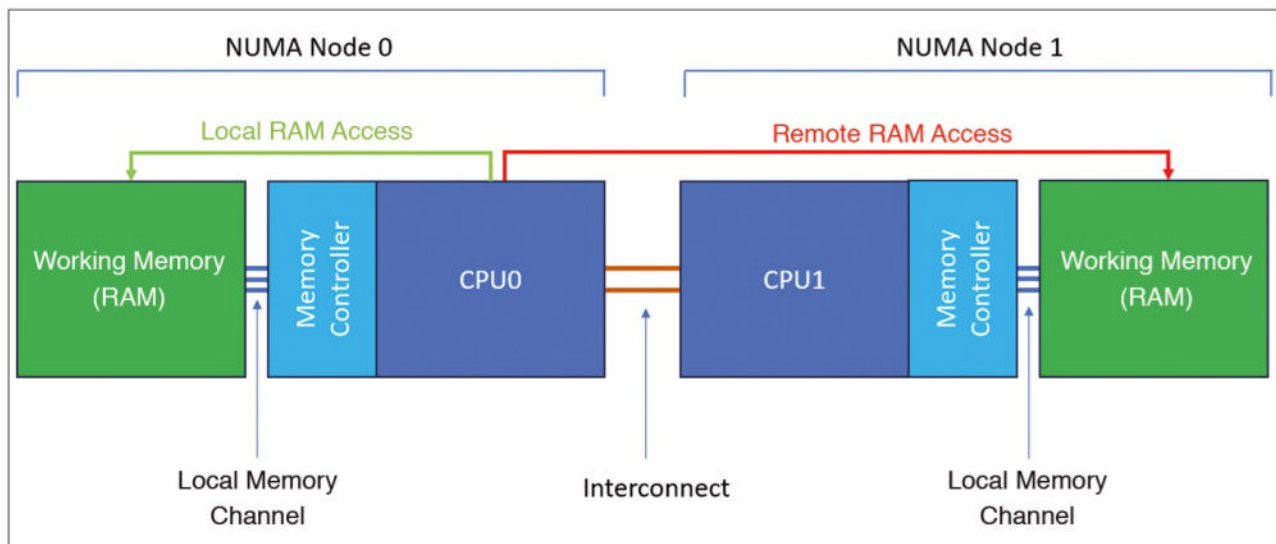 NUMA Node 0
NUMA Node 1
Local RAM Access
Remote RAM Access
Working Memory
(RAM)
Memory
Controller
CPU0
CPU1
Memory
Controller
Working Memory
(RAM)
Local Memory
Channel
Interconnect
Local Memory
Channel